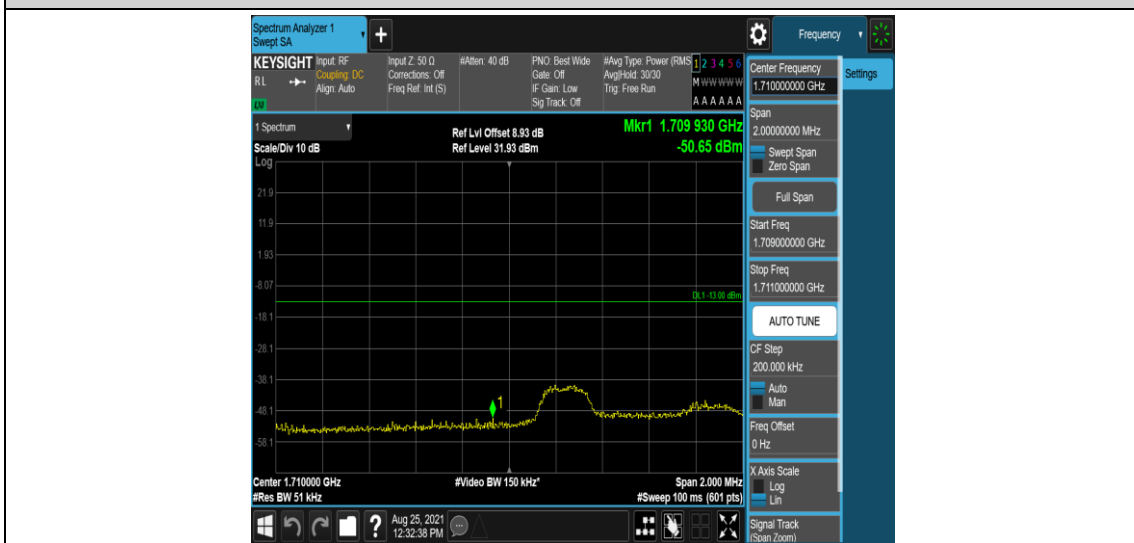 Spectrum Analyzer 1
Swept SA
+
Frequency
KEYSIGHT
RL
LXI
Input: RF
Coupling: DC
Align: Auto
Input Z: 50 Ω
Corrections: Off
Freq Ref: Int (S)
#Atten: 40 dB
PNO: Best Wide
Gate: Off
IF Gain: Low
Sig Track: Off
#Avg Type: Power (RMS
Avg|Hold: 30/30
Trig: Free Run
1 2 3 4 5 6
M W W W W W
A A A A A A
Center Frequency
1.710000000 GHz
Settings
Span
2.00000000 MHz
Swept Span
Zero Span
Full Span
Start Freq
1.709000000 GHz
Stop Freq
1.711000000 GHz
AUTO TUNE
CF Step
200.000 kHz
Auto
Man
Freq Offset
0 Hz
X Axis Scale
Log
Lin
Signal Track
(Span Zoom)
1 Spectrum
Scale/Div 10 dB
Log
Ref Lvl Offset 8.93 dB
Ref Level 31.93 dBm
Mkr1 1.709 930 GHz
-50.65 dBm
21.9
11.9
1.93
-8.07
DL1 -13.00 dBm
-18.1
-28.1
-38.1
1
-48.1
-58.1
Center 1.710000 GHz
#Video BW 150 kHz*
Span 2.000 MHz
#Res BW 51 kHz
#Sweep 100 ms (601 pts)
?
Aug 25, 2021
12:32:38 PM